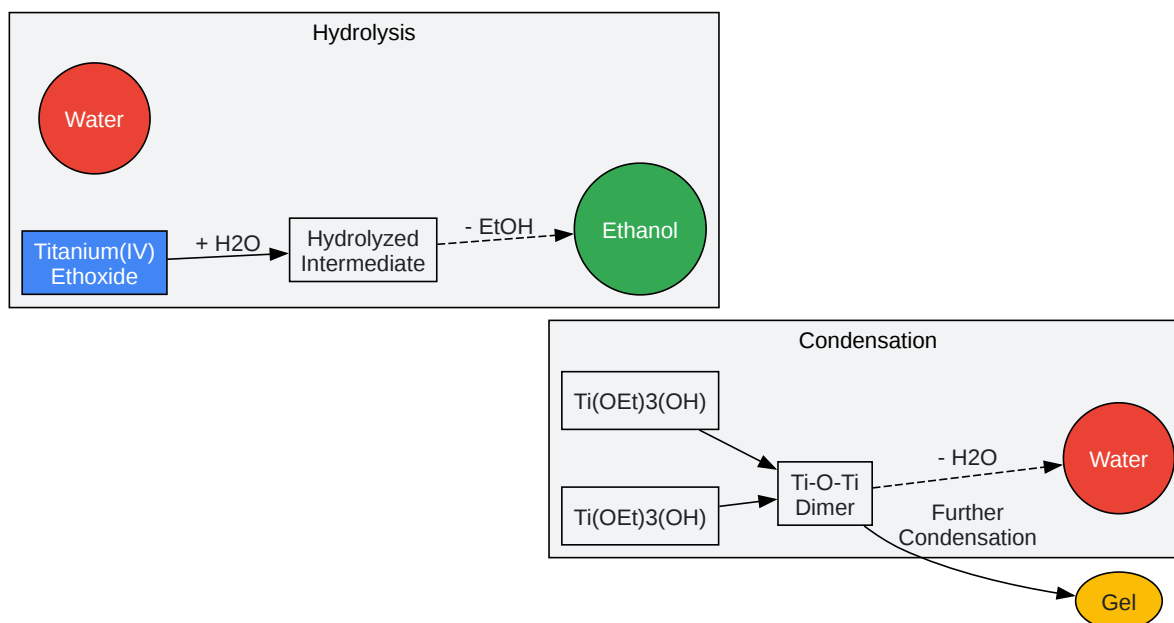 Hydrolysis
Water
Titanium(IV)
Ethoxide
+ H2O
Hydrolyzed
Intermediate
- EtOH
Ethanol
Condensation
Ti(OEt)3(OH)
Ti(OEt)3(OH)
Ti-O-Ti
Dimer
- H2O
Water
Further
Condensation
Gel